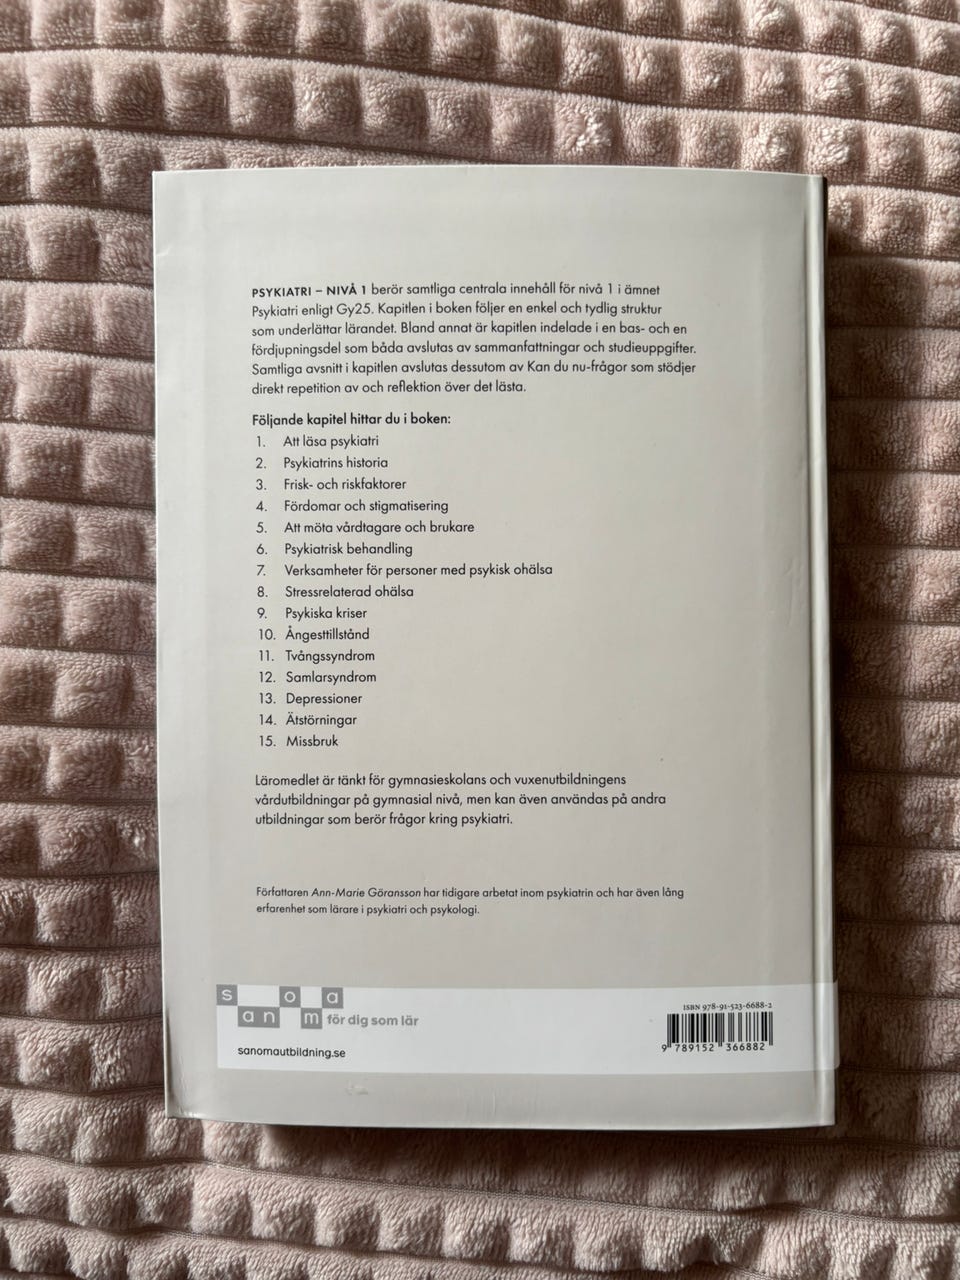 PSYKIATRI – NIVÅ 1 berör samtliga centrala innehåll för nivå 1 i ämnet
Psykiatri enligt Gy25. Kapitlen i boken följer en enkel och tydlig struktur
som underlättar lärandet. Bland annat är kapitlen indelade i en bas- och en
fördjupningsdel som båda avslutas av sammanfattningar och studieuppgifter.
Samtliga avsnitt i kapitlen avslutas dessutom av Kan du nu-frågor som stödjer
direkt repetition av och reflektion över det lästa.
Följande kapitel hittar du i boken:
1. Att läsa psykiatri
2. Psykiatrins historia
3. Frisk- och riskfaktorer
4. Fördomar och stigmatisering
5. Att möta vårdtagare och brukare
6. Psykiatrisk behandling
7. Verksamheter för personer med psykisk ohälsa
8. Stressrelaterad ohälsa
9. Psykiska kriser
10. Ångesttillstånd
11. Tvångssyndrom
12. Samlarsyndrom
13. Depressioner
14. Ätstörningar
15. Missbruk
Läromedlet är tänkt för gymnasieskolans och vuxenutbildningens
vårdutbildningar på gymnasial nivå, men kan även användas på andra
utbildningar som berör frågor kring psykiatri.
Författaren Ann-Marie Göransson har tidigare arbetat inom psykiatrin och har även lång
erfarenhet som lärare i psykiatri och psykologi.
sanoma
för dig som lär
sanomautbildning.se
ISBN 978-91-523-6688-2
9 789152 366882